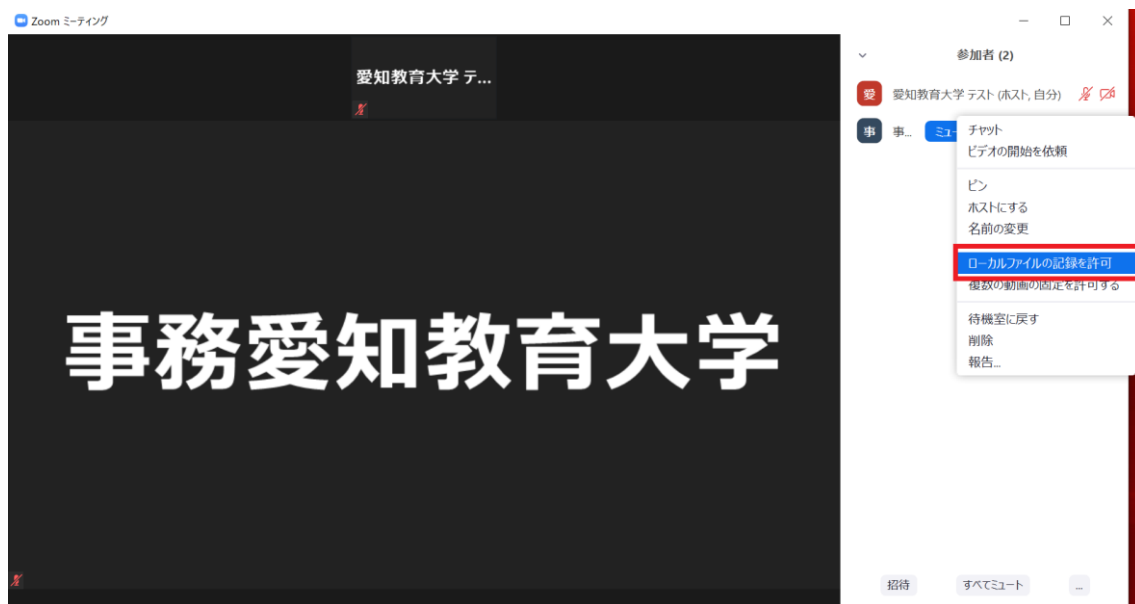 Zoom ミーティング
愛知教育大学 テ...
事務愛知教育大学
参加者 (2)
愛 愛知教育大学 テスト (ホスト, 自分)
事 事... ミュー
チャット
ビデオの開始を依頼
ピン
ホストにする
名前の変更
ローカルファイルの記録を許可
複数の動画の固定を許可する
待機室に戻す
削除
報告...
招待 すべてミュート ...